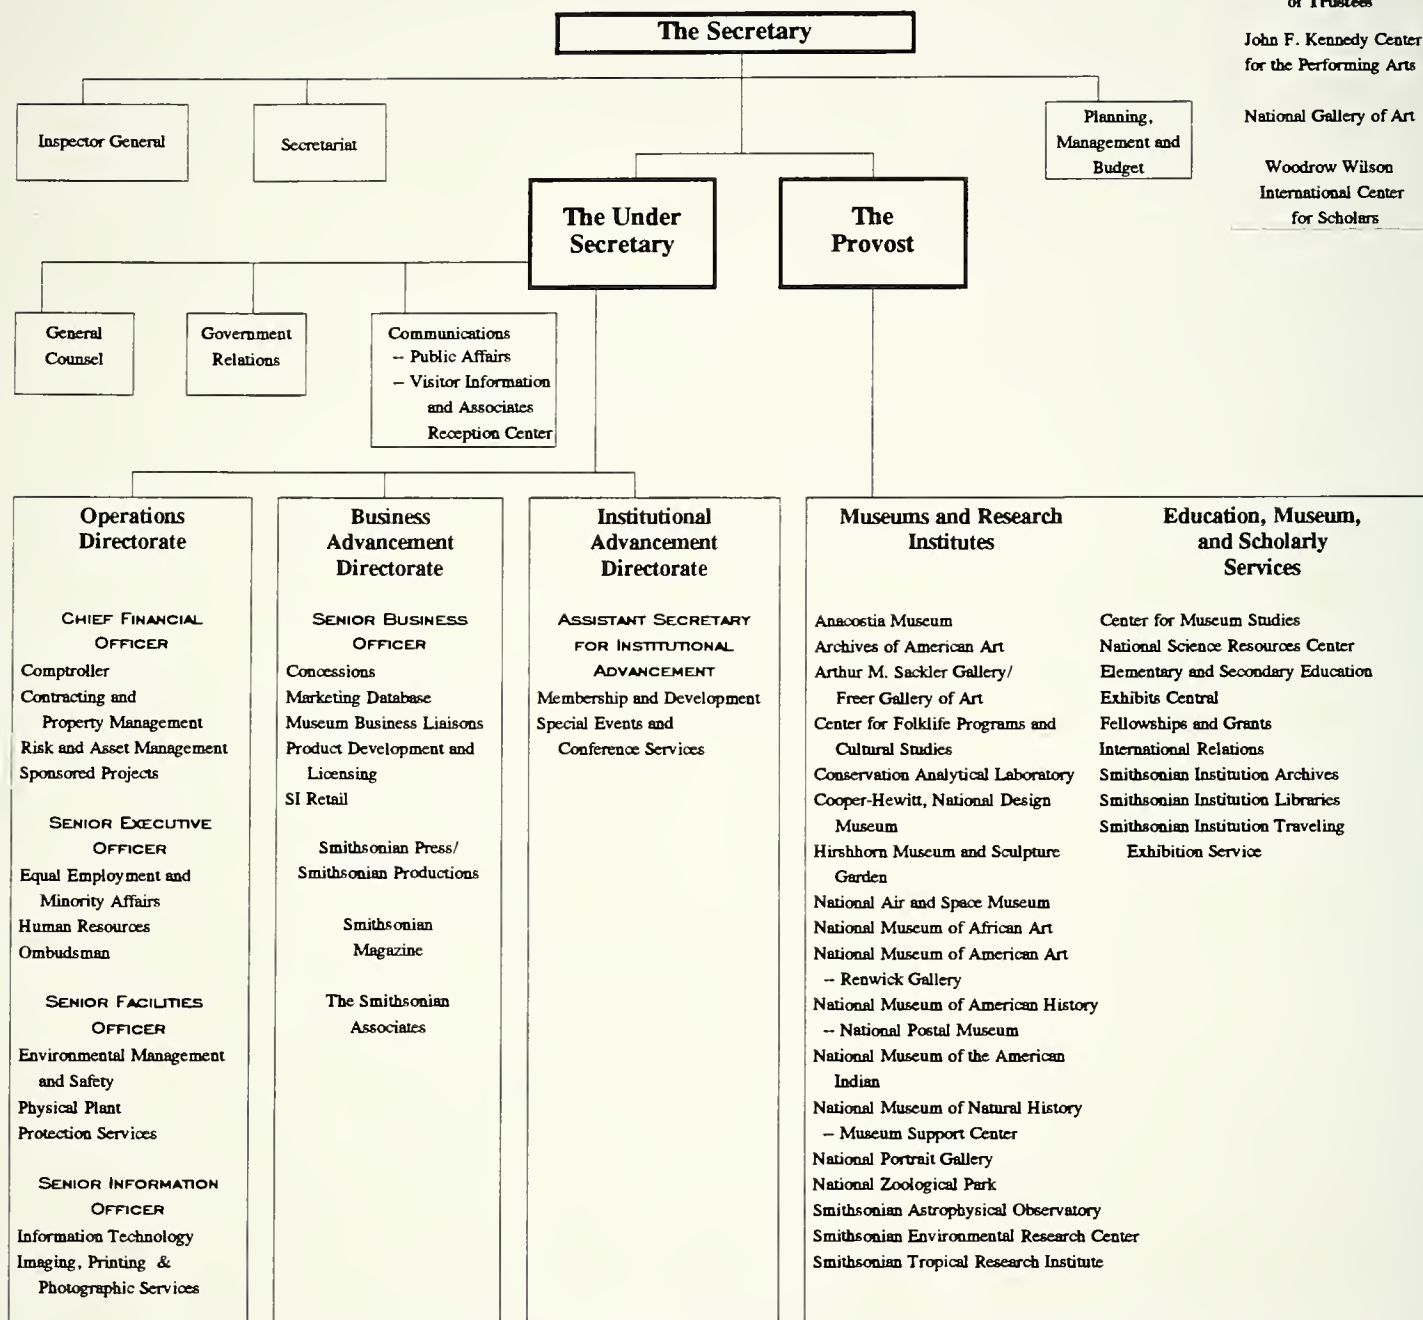 The Secretary
of Trustees
John F. Kennedy Center
for the Performing Arts
National Gallery of Art
Woodrow Wilson
International Center
for Scholars
Inspector General
Secretariat
Planning,
Management and
Budget
The Under
Secretary
The
Provost
General
Counsel
Government
Relations
Communications
-- Public Affairs
-- Visitor Information
and Associates
Reception Center
Operations
Directorate
CHIEF FINANCIAL
OFFICER
Comptroller
Contracting and
Property Management
Risk and Asset Management
Sponsored Projects
SENIOR EXECUTIVE
OFFICER
Equal Employment and
Minority Affairs
Human Resources
Ombudsman
SENIOR FACILITIES
OFFICER
Environmental Management
and Safety
Physical Plant
Protection Services
SENIOR INFORMATION
OFFICER
Information Technology
Imaging, Printing &
Photographic Services
Business
Advancement
Directorate
SENIOR BUSINESS
OFFICER
Concessions
Marketing Database
Museum Business Liaisons
Product Development and
Licensing
SI Retail
Smithsonian Press/
Smithsonian Productions
Smithsonian
Magazine
The Smithsonian
Associates
Institutional
Advancement
Directorate
ASSISTANT SECRETARY
FOR INSTITUTIONAL
ADVANCEMENT
Membership and Development
Special Events and
Conference Services
Museums and Research
Institutes
Anacostia Museum
Archives of American Art
Arthur M. Sackler Gallery/
Freer Gallery of Art
Center for Folklife Programs and
Cultural Studies
Conservation Analytical Laboratory
Cooper-Hewitt, National Design
Museum
Hirshhorn Museum and Sculpture
Garden
National Air and Space Museum
National Museum of African Art
National Museum of American Art
-- Renwick Gallery
National Museum of American History
-- National Postal Museum
National Museum of the American
Indian
National Museum of Natural History
-- Museum Support Center
National Portrait Gallery
National Zoological Park
Smithsonian Astrophysical Observatory
Smithsonian Environmental Research Center
Smithsonian Tropical Research Institute
Education, Museum,
and Scholarly
Services
Center for Museum Studies
National Science Resources Center
Elementary and Secondary Education
Exhibits Central
Fellowships and Grants
International Relations
Smithsonian Institution Archives
Smithsonian Institution Libraries
Smithsonian Institution Traveling
Exhibition Service